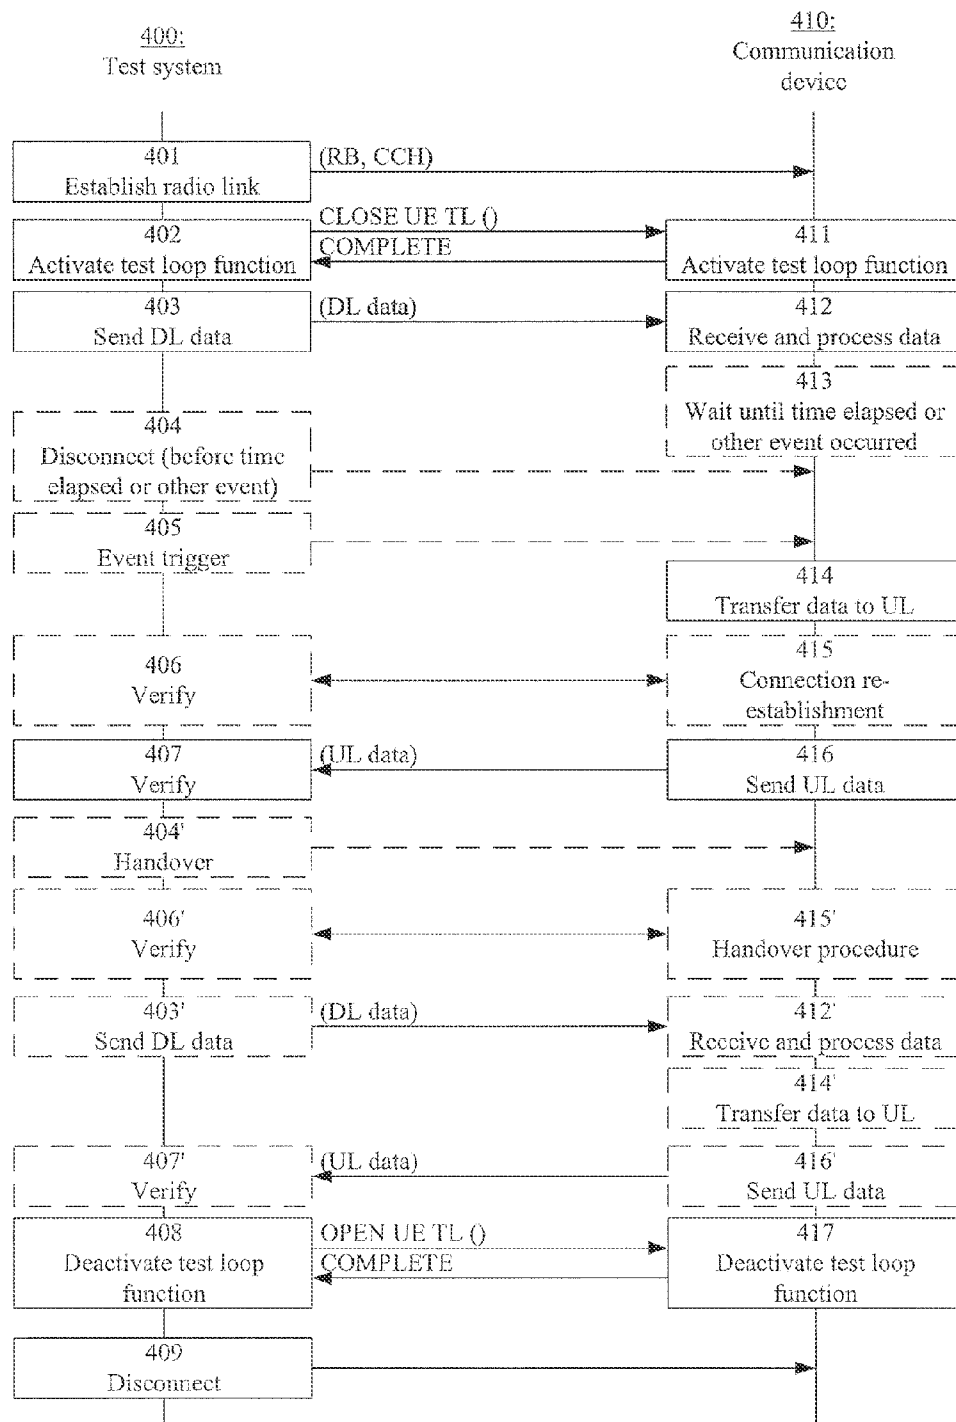 400:
Test system
410:
Communication
device
401
Establish radio link
(RB, CCH)
402
Activate test loop function
CLOSE UE TL ()
COMPLETE
411
Activate test loop function
403
Send DL data
(DL data)
412
Receive and process data
413
Wait until time elapsed or
other event occurred
404
Disconnect (before time
elapsed or other event)
405
Event trigger
414
Transfer data to UL
406
Verify
415
Connection re-
establishment
407
Verify
(UL data)
416
Send UL data
404'
Handover
406'
Verify
415'
Handover procedure
403'
Send DL data
(DL data)
412'
Receive and process data
414'
Transfer data to UL
407'
Verify
(UL data)
416'
Send UL data
408
Deactivate test loop
function
OPEN UE TL ()
COMPLETE
417
Deactivate test loop
function
409
Disconnect